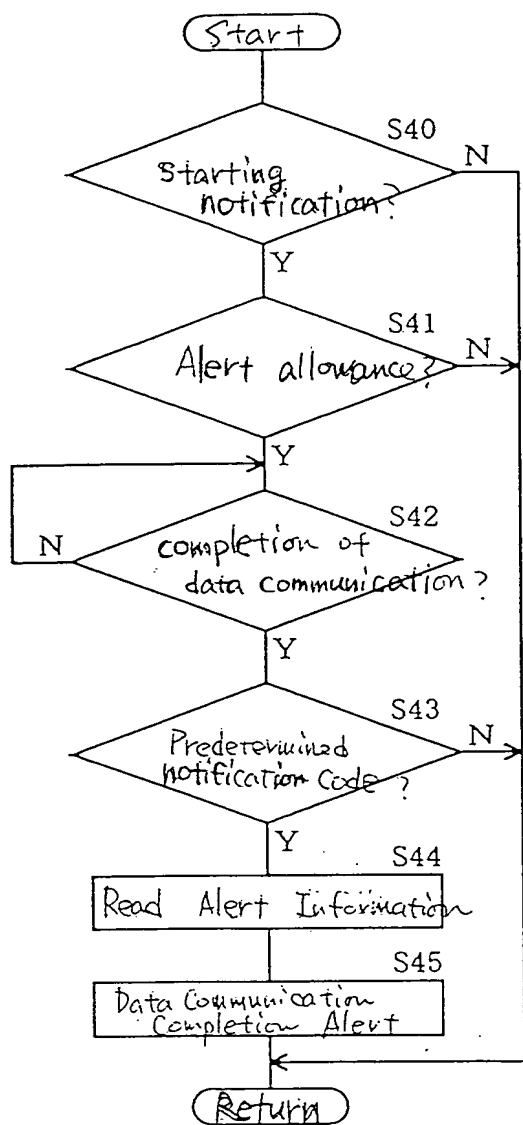 Start
S40
N
Starting
notification?
Y
S41
N
Alert allowance?
Y
S42
N
completion of
data communication?
Y
S43
N
Predetermined
notification Code?
Y
S44
Read Alert Information
S45
Data Communication
Completion Alert
Return